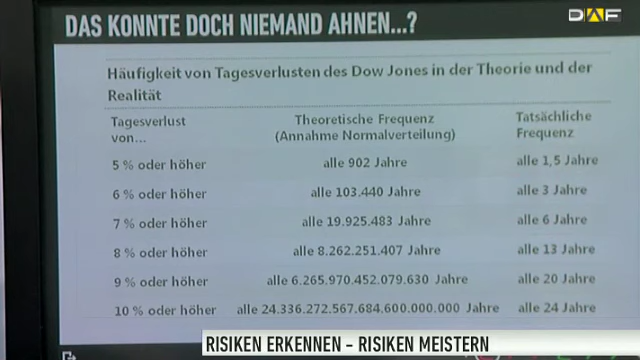 DAS KONNTE DOCH NIEMAND AHNEN...?
DAF
Häufigkeit von Tagesverlusten des Dow Jones in der Theorie und der
Realität
Tagesverlust von... Theoretische Frequenz (Annahme Normalverteilung) Tatsächliche Frequenz
5 % oder höher alle 902 Jahre alle 1,5 Jahre
6 % oder höher alle 103.440 Jahre alle 3 Jahre
7 % oder höher alle 19.925.483 Jahre alle 6 Jahre
8 % oder höher alle 8.262.251.407 Jahre alle 13 Jahre
9 % oder höher alle 6.265.970.452.079.630 Jahre alle 20 Jahre
10 % oder höher alle 24.336.272.567.684.600.000.000 Jahre alle 24 Jahre
RISIKEN ERKENNEN - RISIKEN MEISTERN